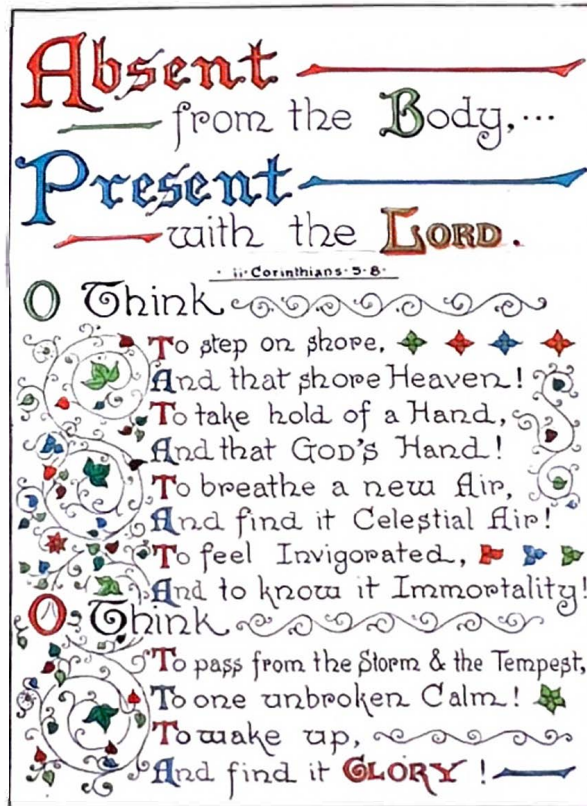 Absent
from the Body,...
Present
with the LORD.
· ii · Corinthians · 5 · 8 ·
O Think
To step on shore,
And that shore Heaven!
To take hold of a Hand,
And that GOD'S Hand!
To breathe a new Air,
And find it Celestial Air!
To feel Invigorated,
And to know it Immortality!
O Think
To pass from the Storm & the Tempest,
To one unbroken Calm!
To wake up,
And find it GLORY!